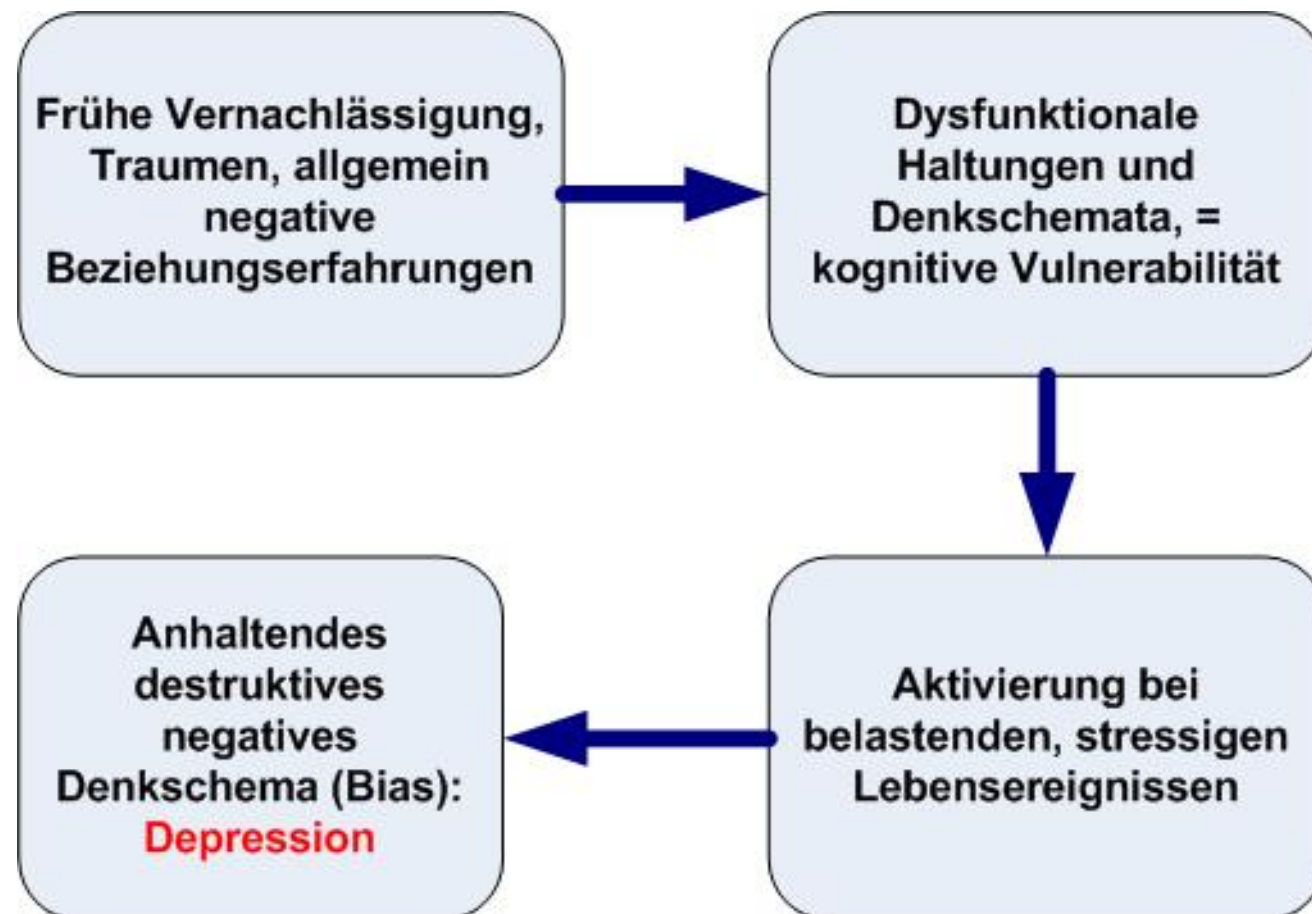 Frühe Vernachlässigung,
Traumen, allgemein
negative
Beziehungserfahrungen
Dysfunktionale
Haltungen und
Denkschemata, =
kognitive Vulnerabilität
Aktivierung bei
belastenden, stressigen
Lebensereignissen
Anhaltendes
destruktives
negatives
Denkschema (Bias):
Depression